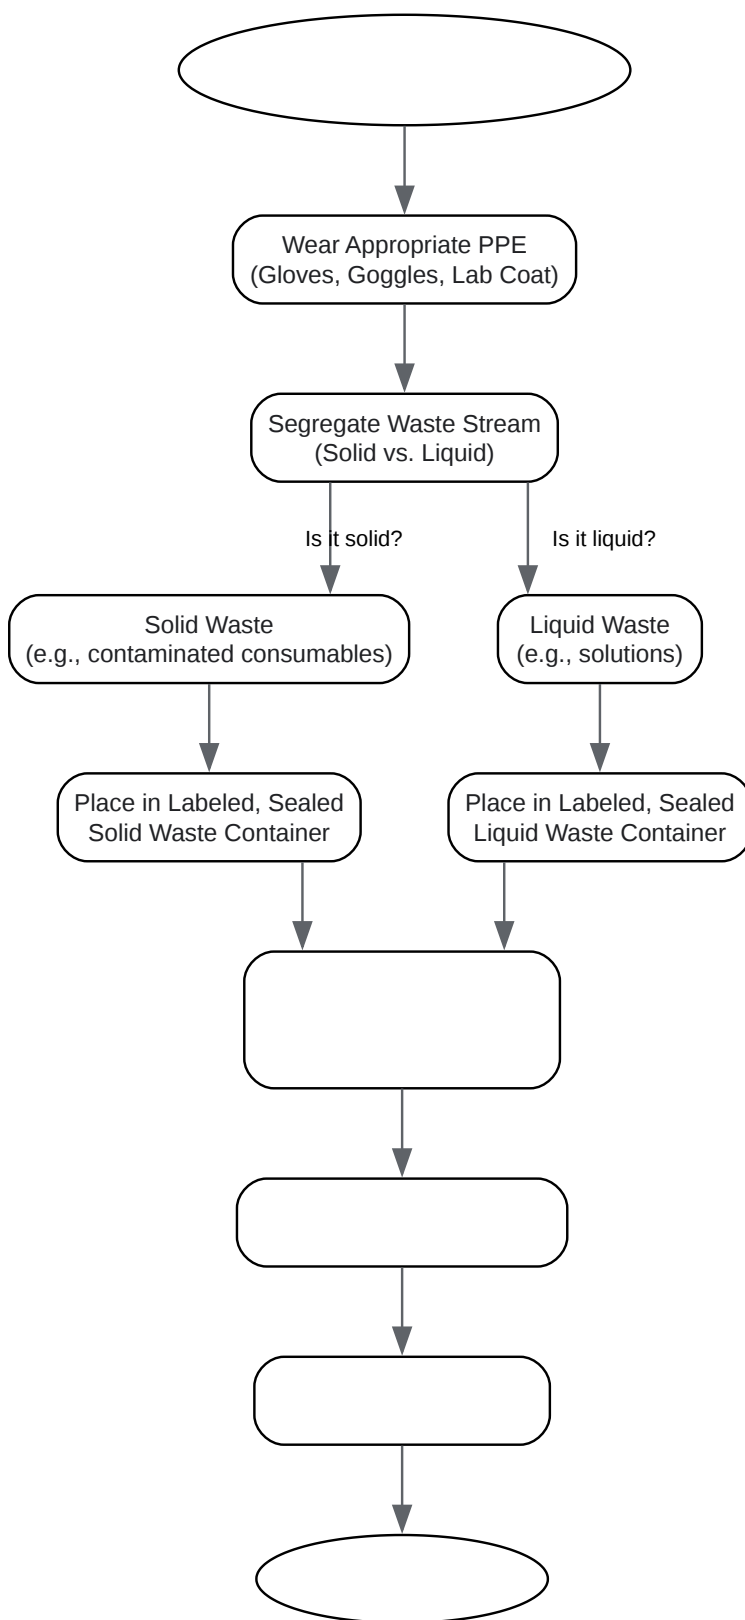 Wear Appropriate PPE
(Gloves, Goggles, Lab Coat)
Segregate Waste Stream
(Solid vs. Liquid)
Is it solid?
Is it liquid?
Solid Waste
(e.g., contaminated consumables)
Liquid Waste
(e.g., solutions)
Place in Labeled, Sealed
Solid Waste Container
Place in Labeled, Sealed
Liquid Waste Container